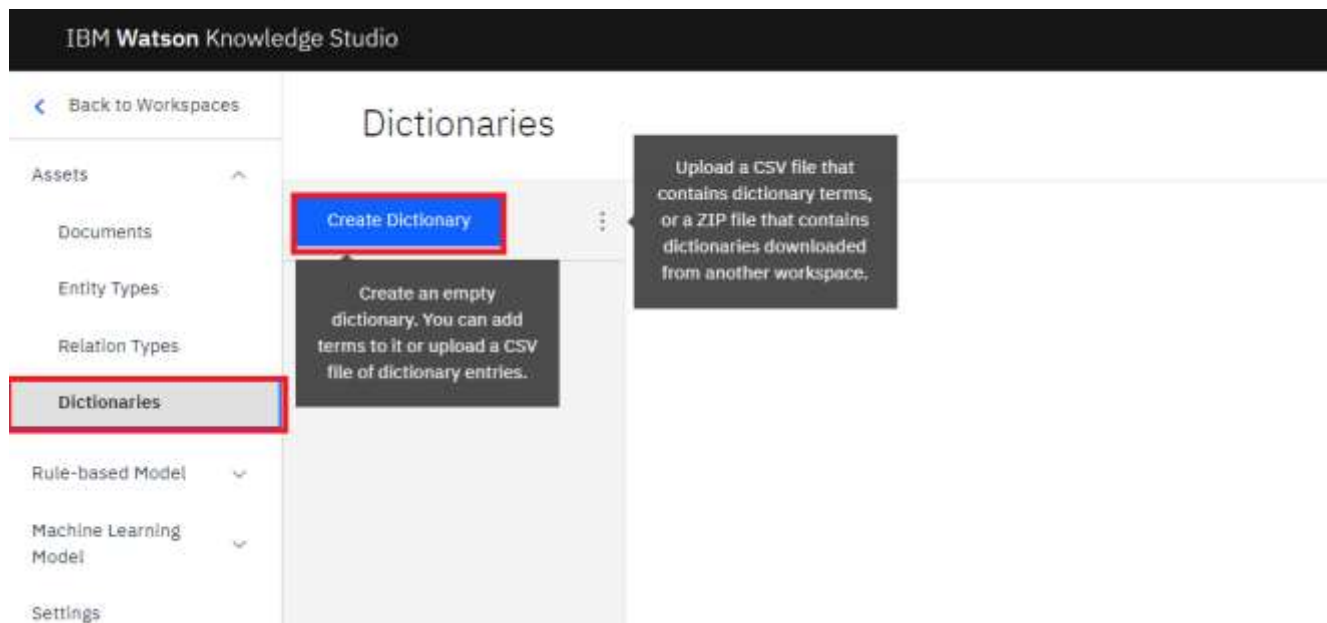 IBM Watson Knowledge Studio
Back to Workspaces
Dictionaries
Assets
Documents
Entity Types
Relation Types
Dictionaries
Rule-based Model
Machine Learning
Model
Settings
Create Dictionary
Create an empty
dictionary. You can add
terms to it or upload a CSV
file of dictionary entries.
Upload a CSV file that
contains dictionary terms,
or a ZIP file that contains
dictionaries downloaded
from another workspace.